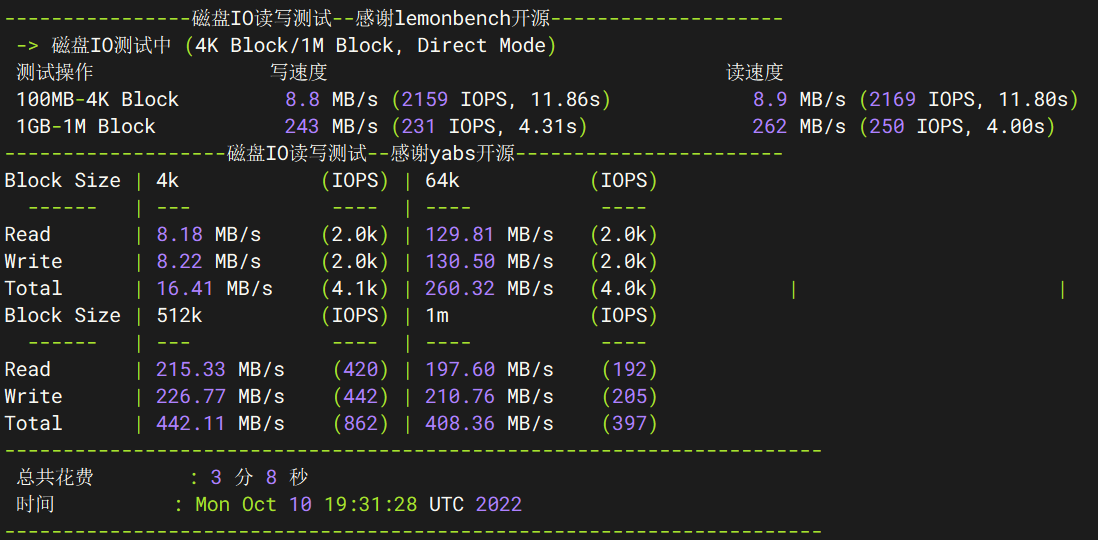 ----------------磁盘IO读写测试--感谢lemonbench开源--------------------
-> 磁盘IO测试中 (4K Block/1M Block, Direct Mode)
测试操作 写速度 读速度
100MB-4K Block 8.8 MB/s (2159 IOPS, 11.86s) 8.9 MB/s (2169 IOPS, 11.80s)
1GB-1M Block 243 MB/s (231 IOPS, 4.31s) 262 MB/s (250 IOPS, 4.00s)
-------------------磁盘IO读写测试--感谢yabs开源-----------------------
Block Size | 4k (IOPS) | 64k (IOPS)
------ | --- ---- | ---- ----
Read | 8.18 MB/s (2.0k) | 129.81 MB/s (2.0k)
Write | 8.22 MB/s (2.0k) | 130.50 MB/s (2.0k)
Total | 16.41 MB/s (4.1k) | 260.32 MB/s (4.0k) | |
Block Size | 512k (IOPS) | 1m (IOPS)
------ | --- ---- | ---- ----
Read | 215.33 MB/s (420) | 197.60 MB/s (192)
Write | 226.77 MB/s (442) | 210.76 MB/s (205)
Total | 442.11 MB/s (862) | 408.36 MB/s (397)
----------------------------------------------------------------------
总共花费 : 3 分 8 秒
时间 : Mon Oct 10 19:31:28 UTC 2022
----------------------------------------------------------------------